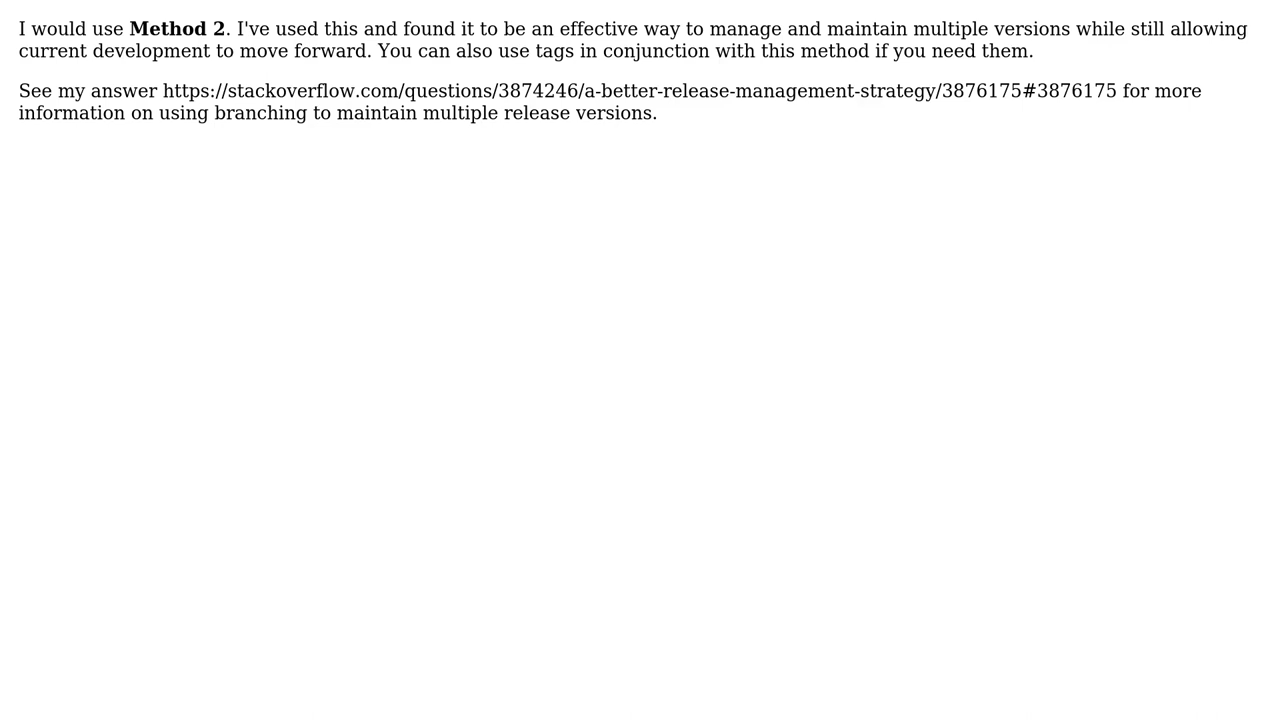 I would use Method 2. I've used this and found it to be an effective way to manage and maintain multiple versions while still allowing
current development to move forward. You can also use tags in conjunction with this method if you need them.
See my answer https://stackoverflow.com/questions/3874246/a-better-release-management-strategy/3876175#3876175 for more
information on using branching to maintain multiple release versions.